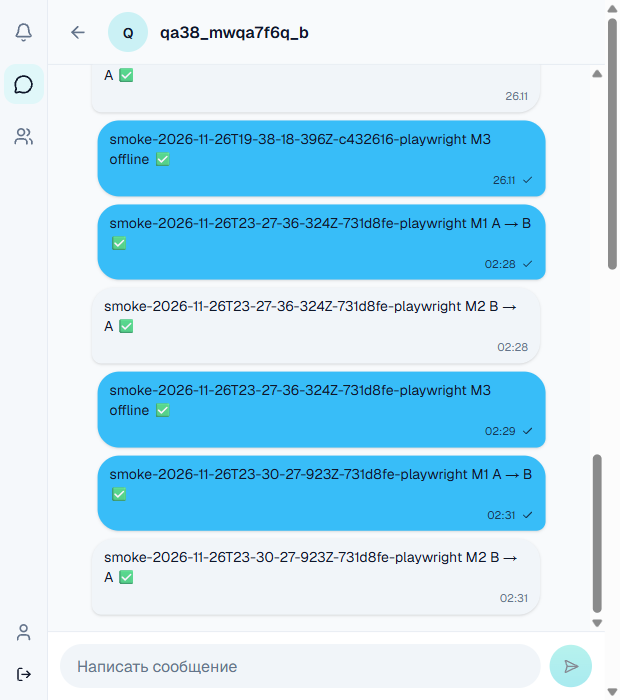 Q
qa38_mwqa7f6q_b
A ✅
26.11
smoke-2026-11-26T19-38-18-396Z-c432616-playwright M3
offline ✅
26.11 ✓
smoke-2026-11-26T23-27-36-324Z-731d8fe-playwright M1 A → B
✅
02:28 ✓
smoke-2026-11-26T23-27-36-324Z-731d8fe-playwright M2 B →
A ✅
02:28
smoke-2026-11-26T23-27-36-324Z-731d8fe-playwright M3
offline ✅
02:29 ✓
smoke-2026-11-26T23-30-27-923Z-731d8fe-playwright M1 A → B
✅
02:31 ✓
smoke-2026-11-26T23-30-27-923Z-731d8fe-playwright M2 B →
A ✅
02:31
Написать сообщение